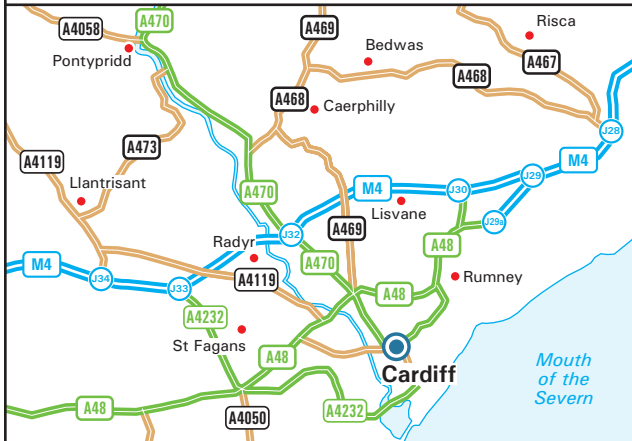 A470
A4058
Pontypridd
A469
Bedwas
Risca
A467
A468
A468
Caerphilly
J28
A473
A4119
Llantrisant
A470
M4
J30
J29
M4
Lisvane
J29a
J32
A469
A48
Radyr
A470
Rumney
M4
J34
J33
A4119
A48
A4232
St Fagans
A48
Cardiff
Mouth
of the
Severn
A48
A4050
A4232